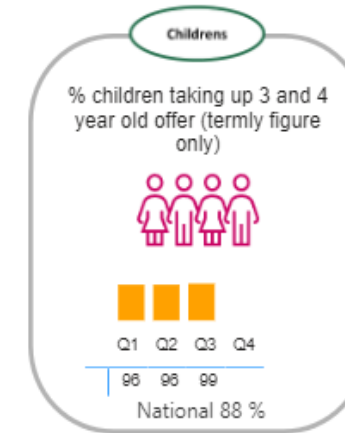 Childrens
% children taking up 3 and 4
year old offer (termly figure
only)
Q1 Q2 Q3 Q4
96 96 99
National 88 %